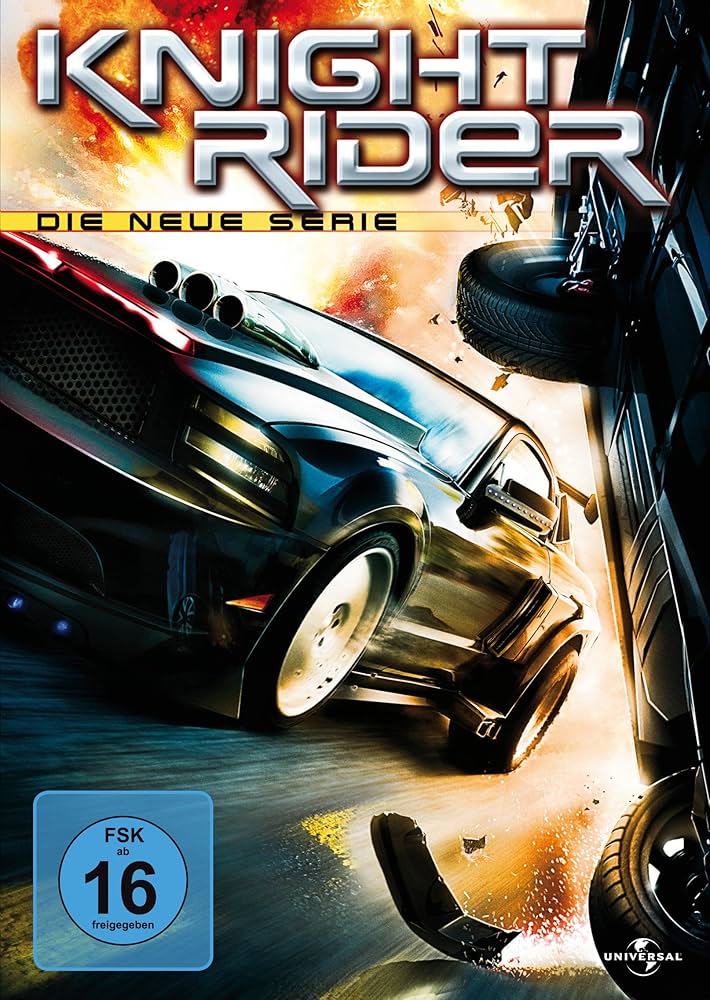 KNIGHT
RIDER
DIE NEUE SERIE
FSK
ab
16
freigegeben
UNIVERSAL